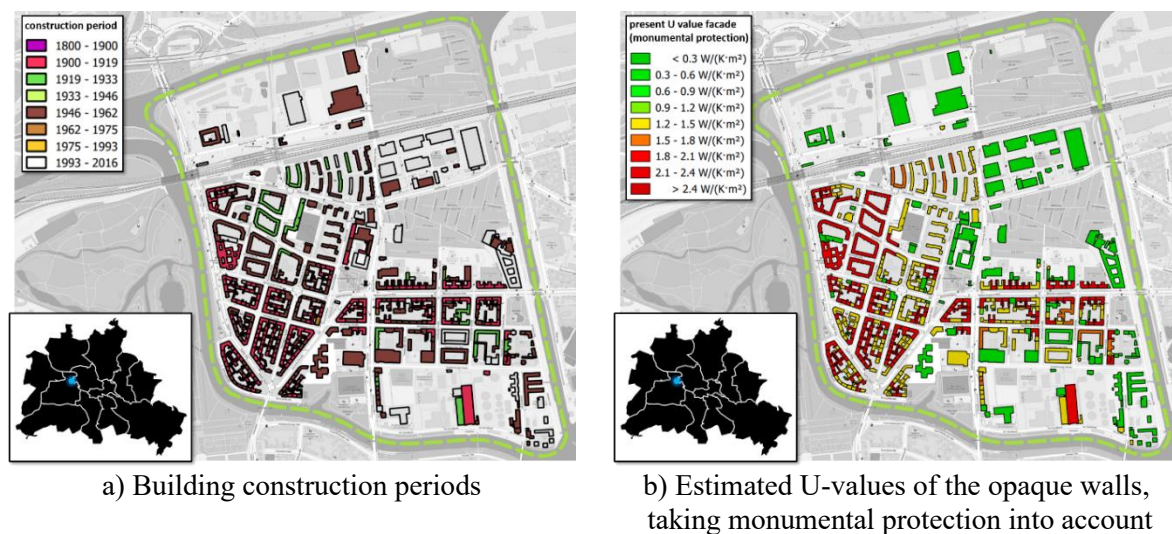 construction period
1800 - 1900
1900 - 1919
1919 - 1933
1933 - 1946
1946 - 1962
1962 - 1975
1975 - 1993
1993 - 2016
present U value facade
(monumental protection)
< 0.3 W/(K·m²)
0.3 - 0.6 W/(K·m²)
0.6 - 0.9 W/(K·m²)
0.9 - 1.2 W/(K·m²)
1.2 - 1.5 W/(K·m²)
1.5 - 1.8 W/(K·m²)
1.8 - 2.1 W/(K·m²)
2.1 - 2.4 W/(K·m²)
> 2.4 W/(K·m²)
a) Building construction periods
b) Estimated U-values of the opaque walls,
taking monumental protection into account